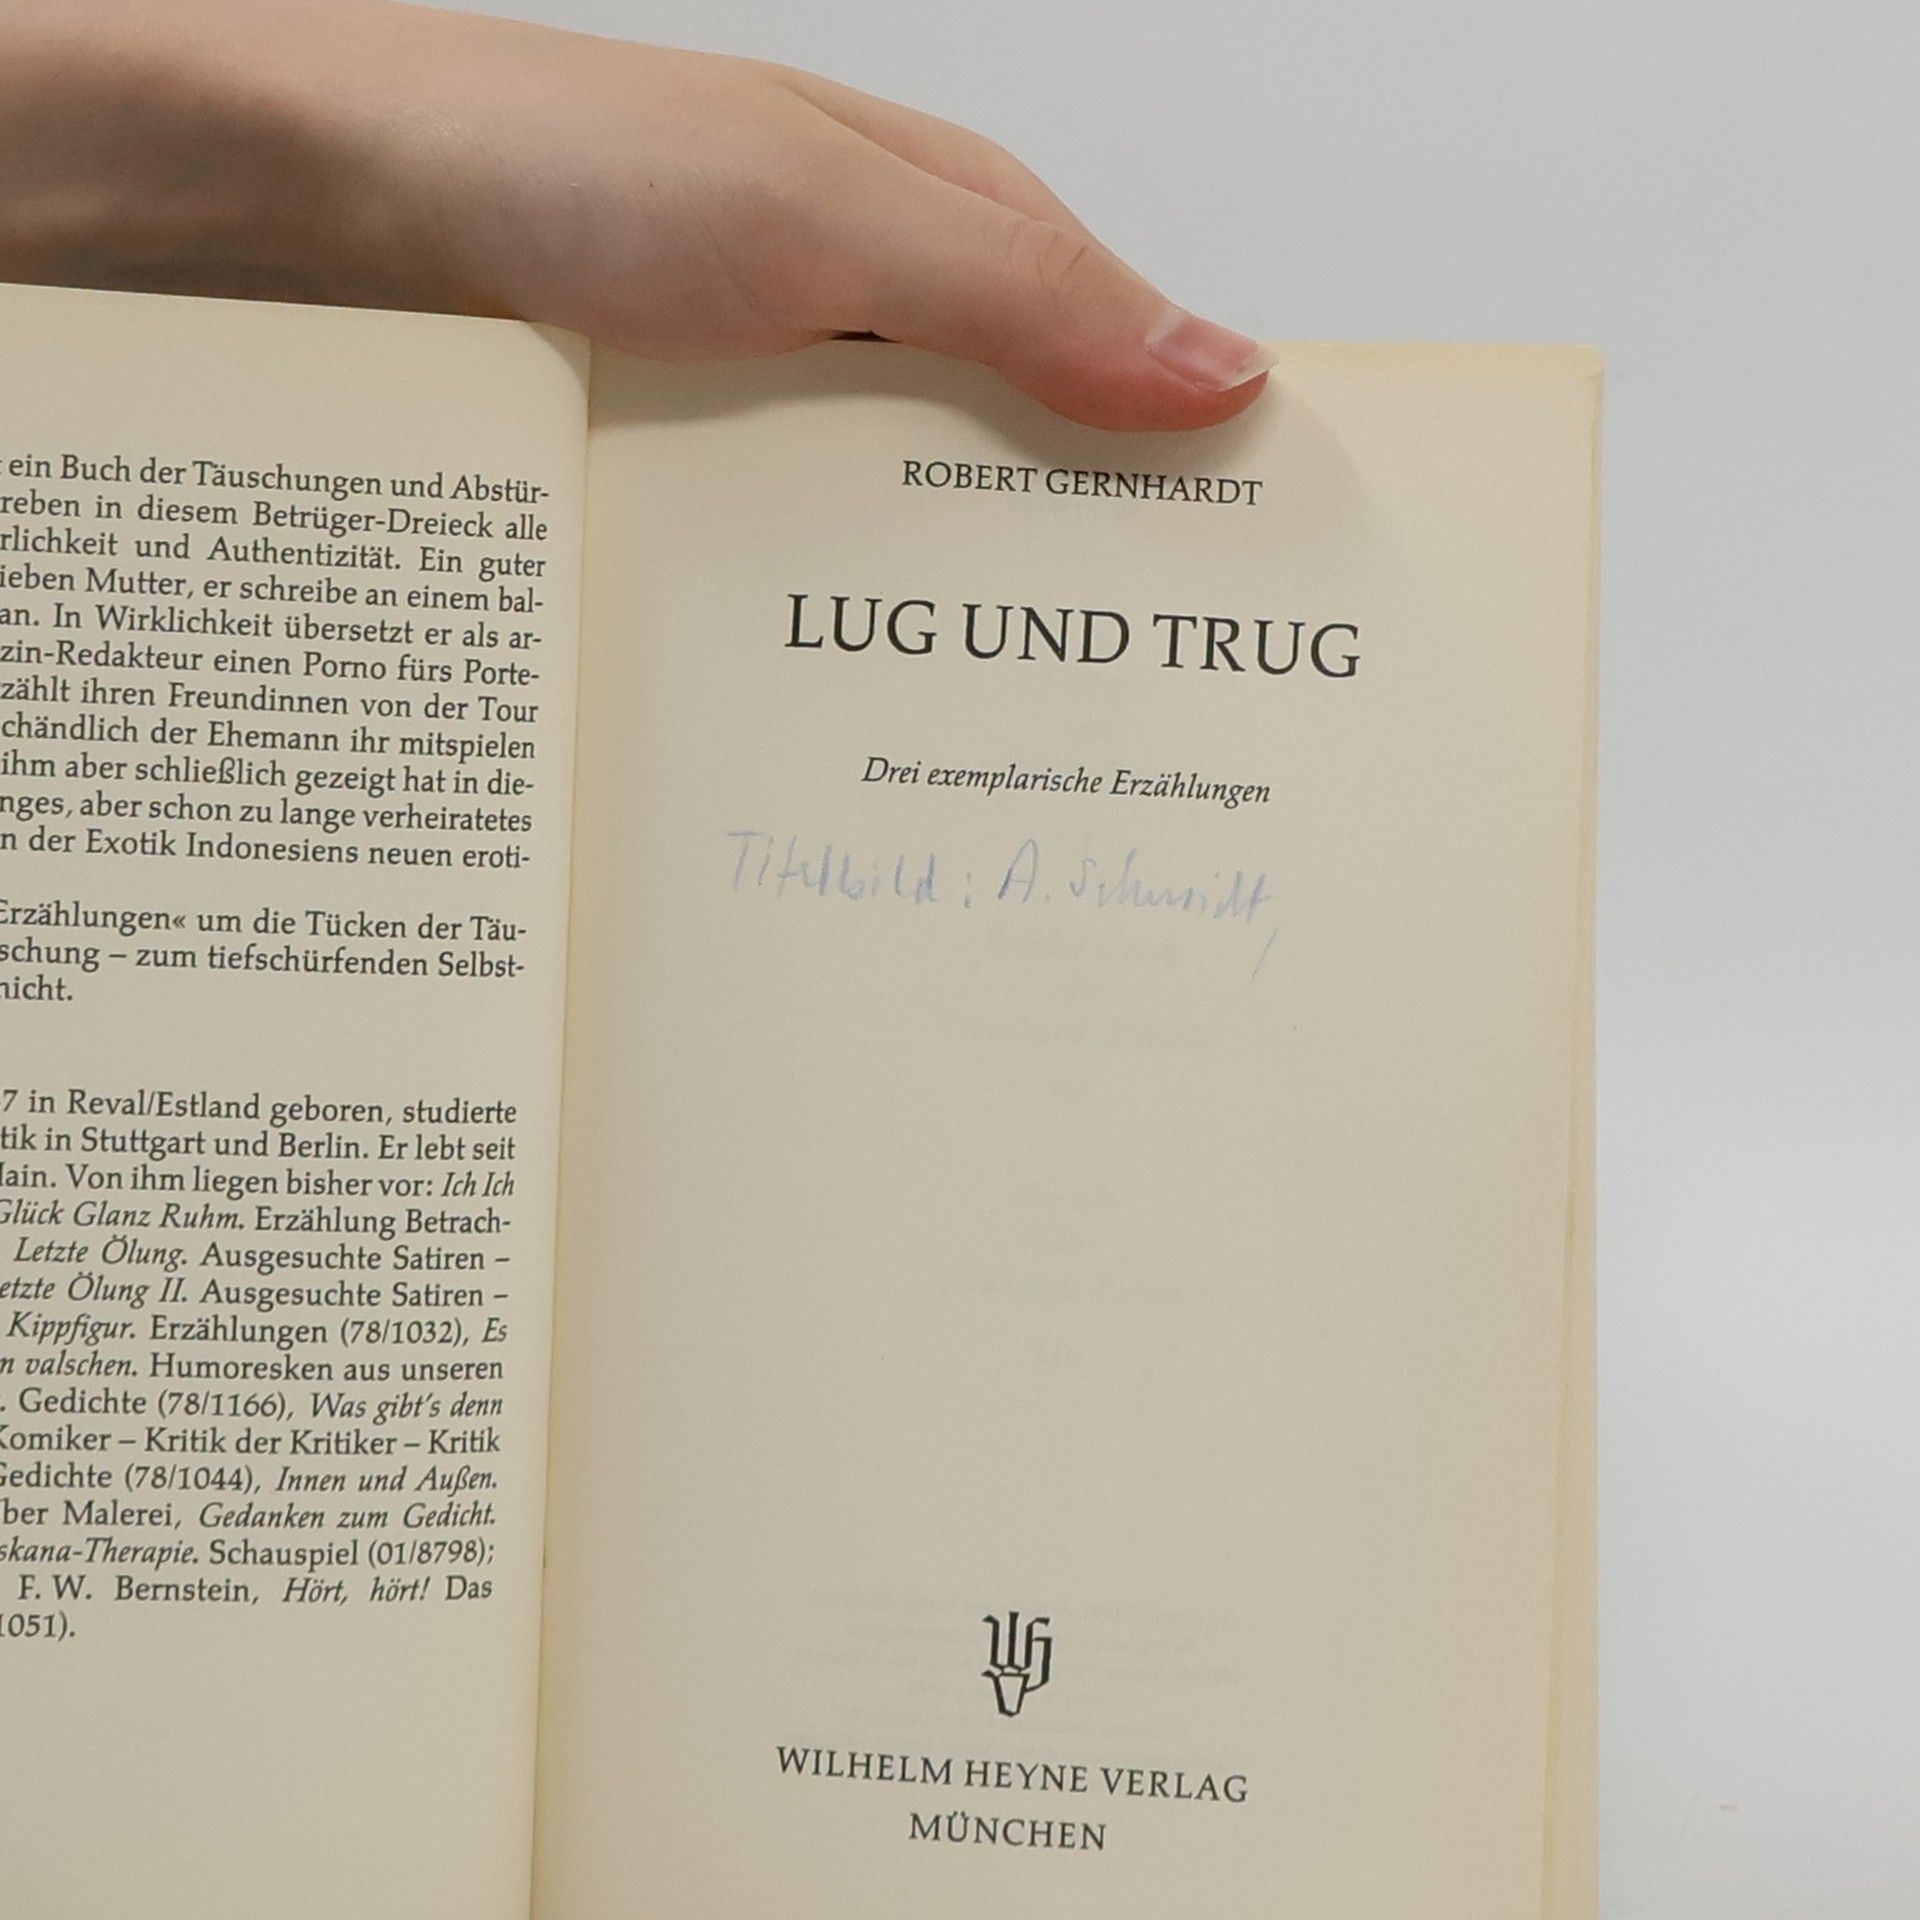 ein Buch der Täuschungen und Abstür-
reben in diesem Betrüger-Dreieck alle
rlichkeit und Authentizität. Ein guter
ieben Mutter, er schreibe an einem bal-
an. In Wirklichkeit übersetzt er als ar-
zin-Redakteur einen Porno fürs Porte-
zählt ihren Freundinnen von der Tour
chändlich der Ehemann ihr mitspielen
ihm aber schließlich gezeigt hat in die-
nges, aber schon zu lange verheiratetes
n der Exotik Indonesiens neuen eroti-
Erzählungen« um die Tücken der Täu-
schung – zum tiefschürfenden Selbst-
nicht.
7 in Reval/Estland geboren, studierte
tik in Stuttgart und Berlin. Er lebt seit
Main. Von ihm liegen bisher vor: Ich Ich
Glück Glanz Ruhm. Erzählung Betrach-
Letzte Ölung. Ausgesuchte Satiren –
etzte Ölung II. Ausgesuchte Satiren –
Kippfigur. Erzählungen (78/1032), Es
n valschen. Humoresken aus unseren
. Gedichte (78/1166), Was gibt's denn
Komiker – Kritik der Kritiker – Kritik
Gedichte (78/1044), Innen und Außen.
ber Malerei, Gedanken zum Gedicht.
skana-Therapie. Schauspiel (01/8798);
F. W. Bernstein, Hört, hört! Das
1051).
ROBERT GERNHARDT
LUG UND TRUG
Drei exemplarische Erzählungen
Titelbild: A. Schmidt,
WH
WILHELM HEYNE VERLAG
MÜNCHEN